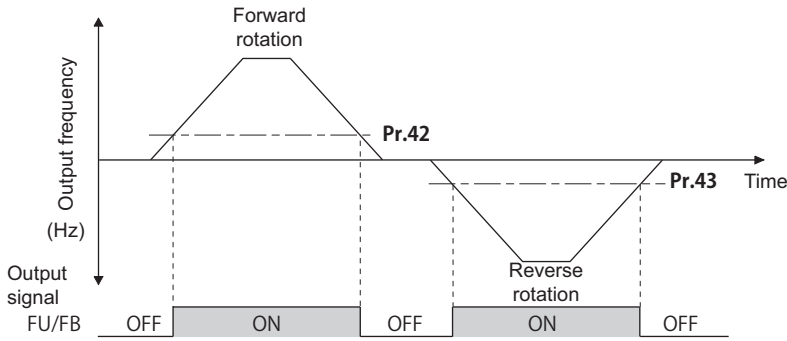 Forward
rotation
Output frequency
(Hz)
Pr.42
Pr.43
Time
Reverse
rotation
Output
signal
FU/FB
OFF
ON
OFF
ON
OFF